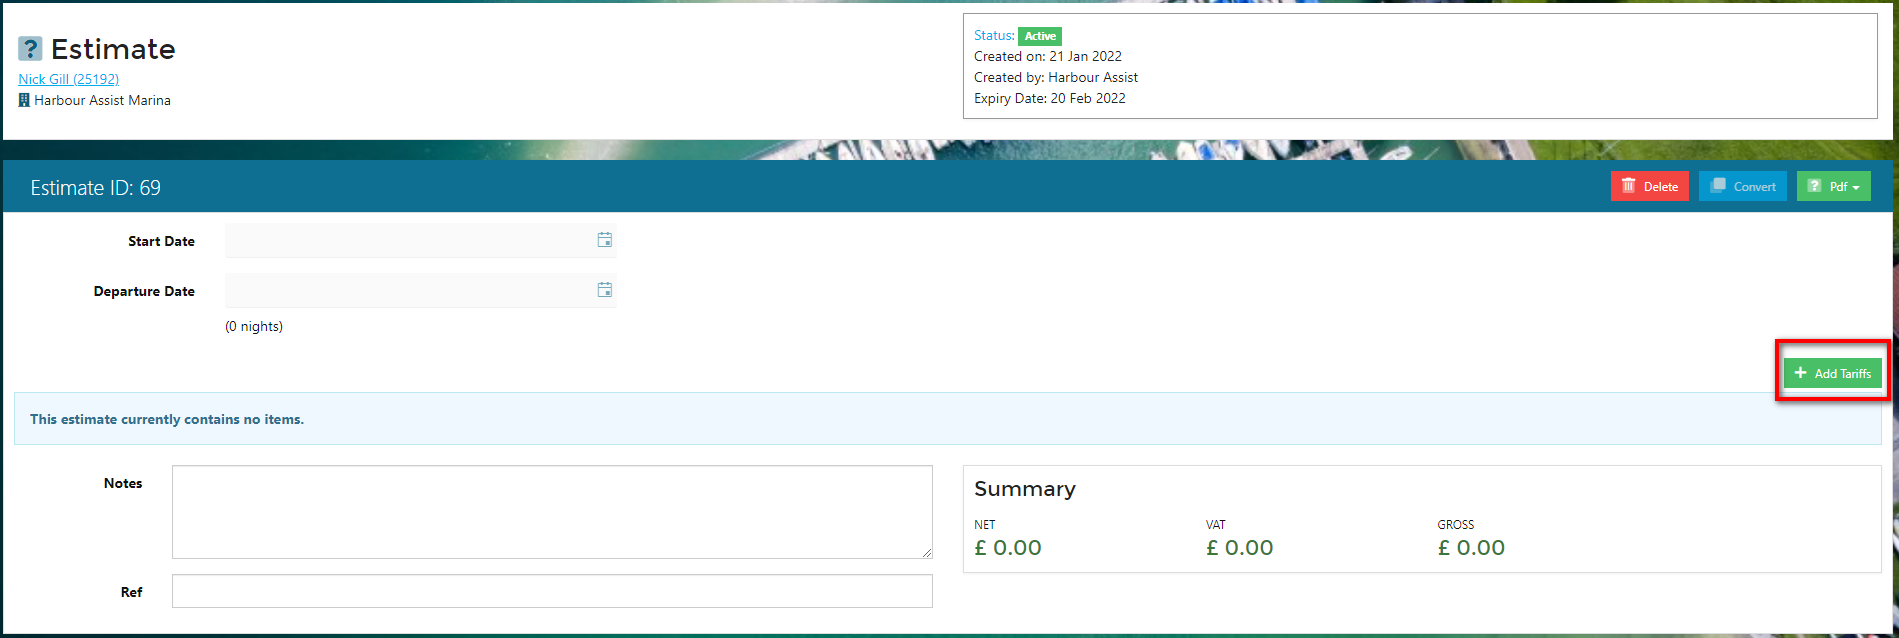 Estimate
Nick Gill (25192)
Harbour Assist Marina
Status: Active
Created on: 21 Jan 2022
Created by: Harbour Assist
Expiry Date: 20 Feb 2022
Estimate ID: 69
Delete
Convert
Pdf
Start Date
Departure Date
(0 nights)
+ Add Tariffs
This estimate currently contains no items.
Notes
Ref
Summary
NET VAT GROSS
£ 0.00 £ 0.00 £ 0.00